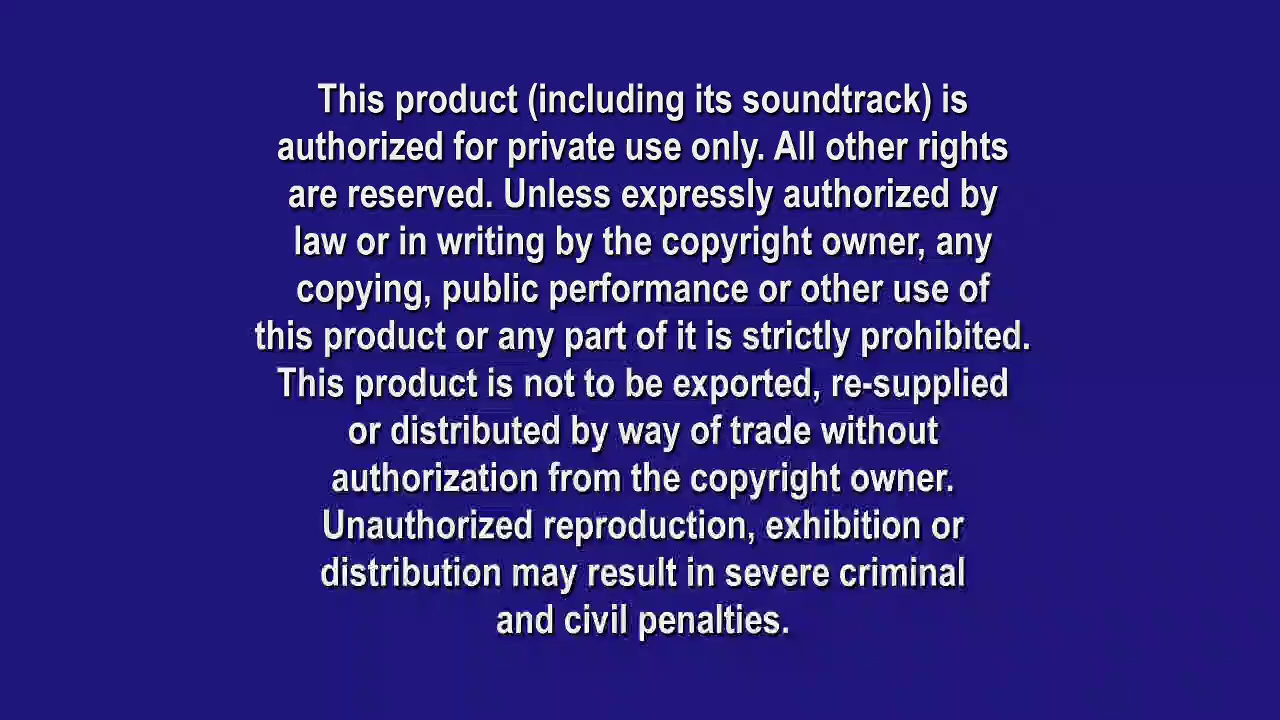 This product (including its soundtrack) is
authorized for private use only. All other rights
are reserved. Unless expressly authorized by
law or in writing by the copyright owner, any
copying, public performance or other use of
this product or any part of it is strictly prohibited.
This product is not to be exported, re-supplied
or distributed by way of trade without
authorization from the copyright owner.
Unauthorized reproduction, exhibition or
distribution may result in severe criminal
and civil penalties.